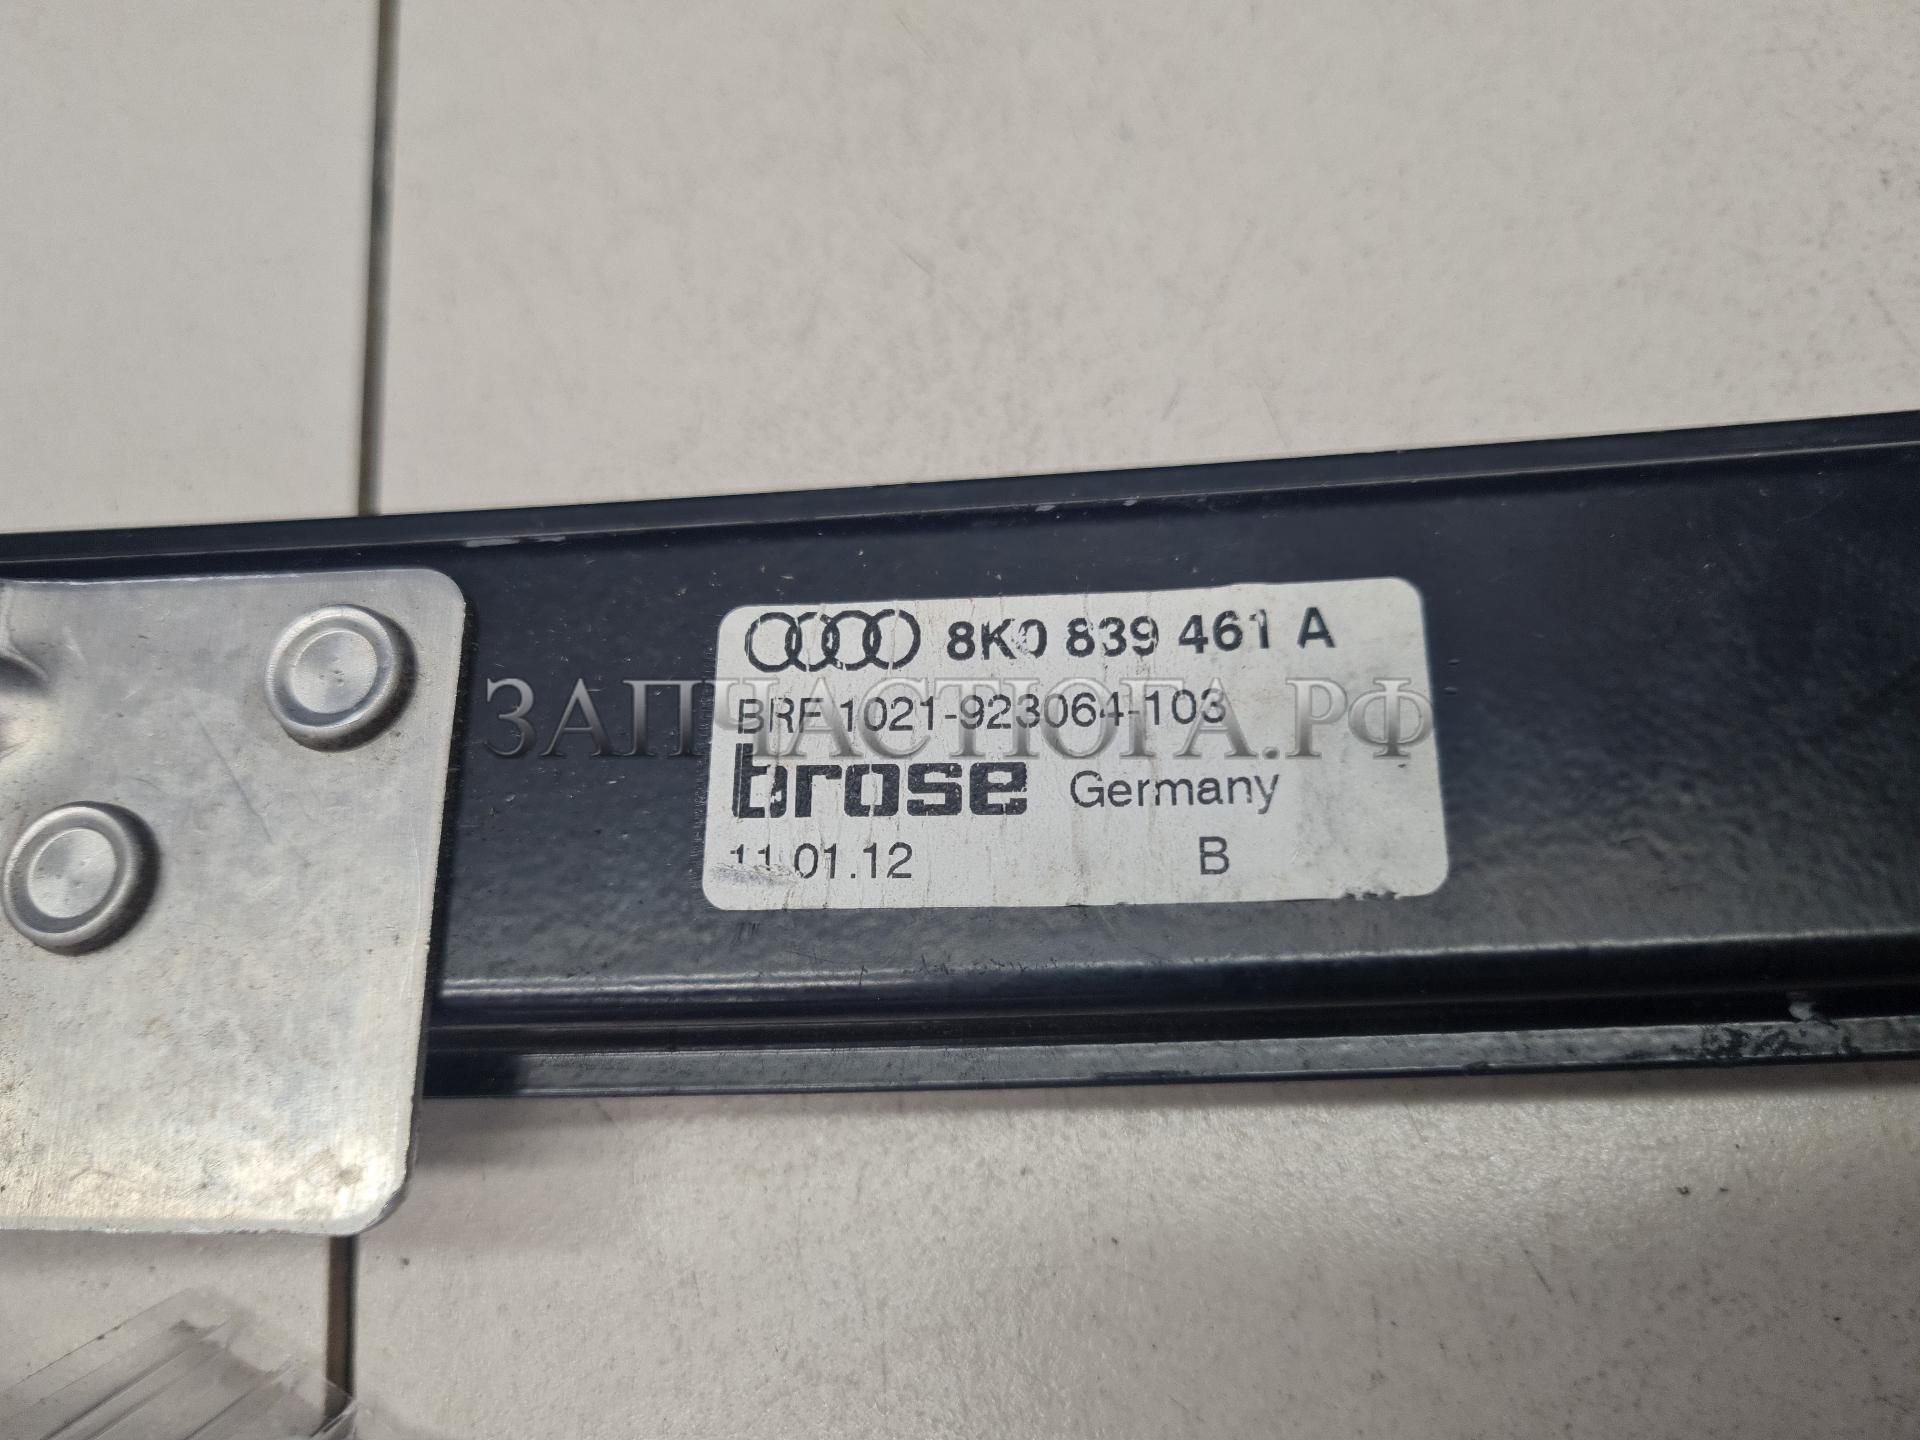 8K0 839 461 A
BRF 1021-923064-103
ЗАПЧАСТЮГА.РФ
brose Germany
11.01.12 B